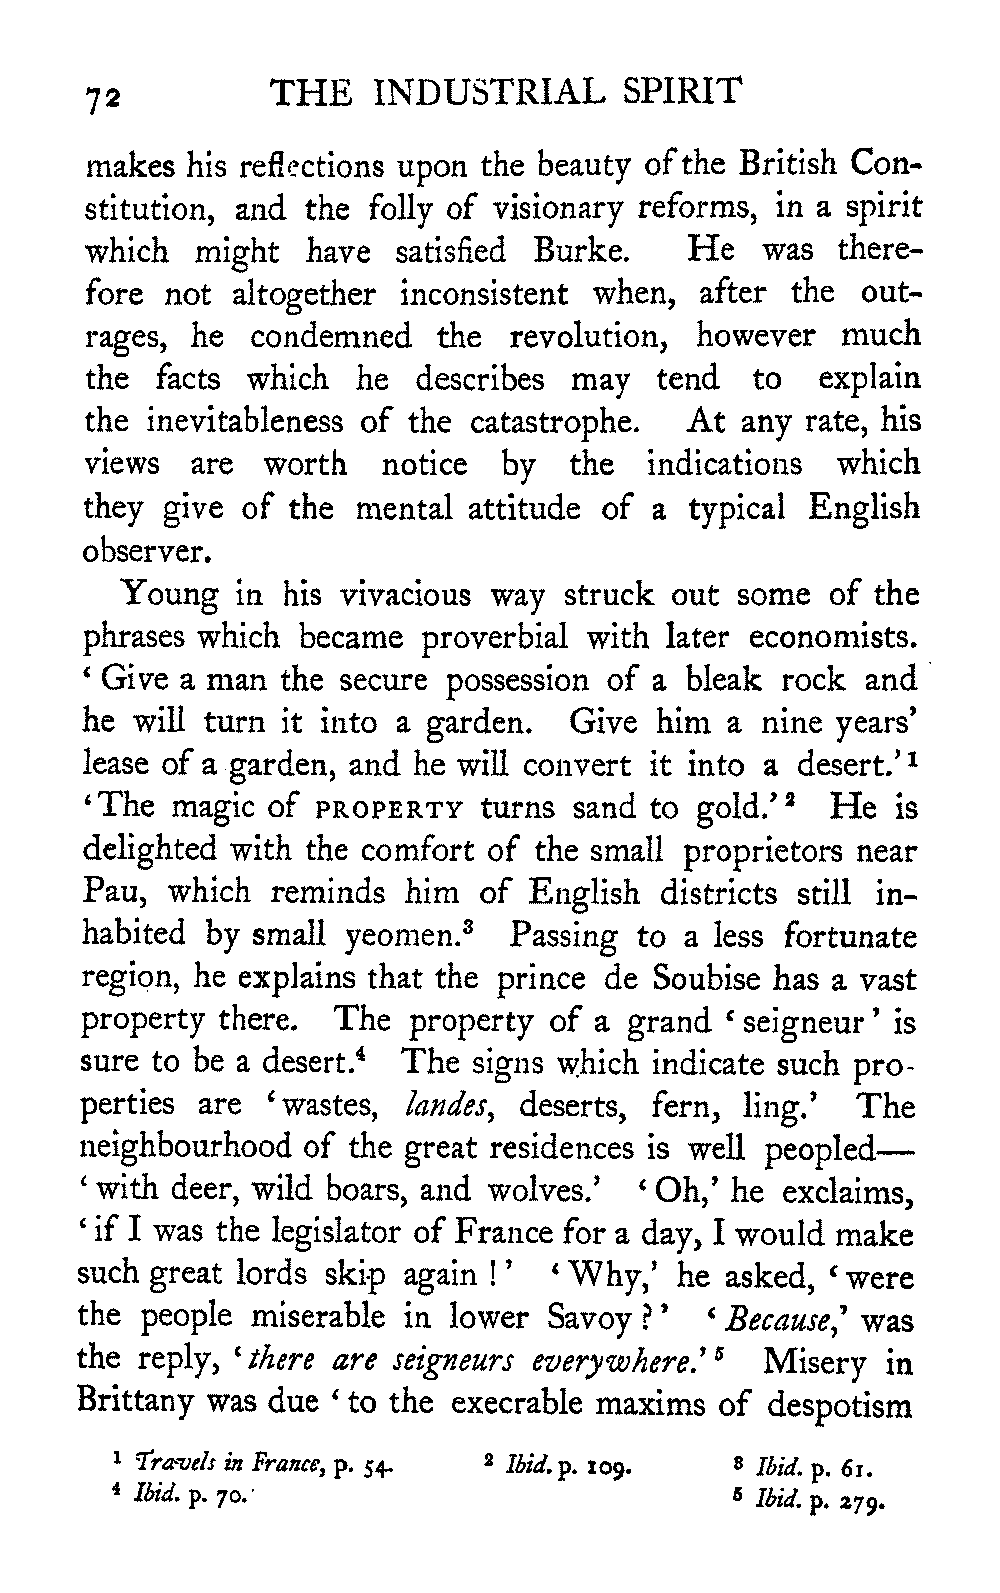 72 THE INDUSTRIAL SPIRIT
makes his reflections upon the beauty of the British Con-
stitution, and the folly of visionary reforms, in a spirit
which might have satisfied Burke. He was there-
fore not altogether inconsistent when, after the out-
rages, he condemned the revolution, however much
the facts which he describes may tend to explain
the inevitableness of the catastrophe. At any rate, his
views are worth notice by the indications which
they give of the mental attitude of a typical English
observer.
Young in his vivacious way struck out some of the
phrases which became proverbial with later economists.
‘ Give a man the secure possession of a bleak rock and
he will turn it into a garden. Give him a nine years’
lease of a garden, and he will convert it into a desert.’ ¹
‘The magic of PROPERTY turns sand to gold.’ ² He is
delighted with the comfort of the small proprietors near
Pau, which reminds him of English districts still in-
habited by small yeomen.³ Passing to a less fortunate
region, he explains that the prince de Soubise has a vast
property there. The property of a grand ‘ seigneur ’ is
sure to be a desert.⁴ The signs which indicate such pro-
perties are ‘wastes, landes, deserts, fern, ling.’ The
neighbourhood of the great residences is well peopled—
‘ with deer, wild boars, and wolves.’ ‘ Oh,’ he exclaims,
‘ if I was the legislator of France for a day, I would make
such great lords skip again ! ’ ‘ Why,’ he asked, ‘ were
the people miserable in lower Savoy ? ’ ‘ Because,’ was
the reply, ‘there are seigneurs everywhere.’ ⁵ Misery in
Brittany was due ‘ to the execrable maxims of despotism
¹ Travels in France, p. 54. ² Ibid. p. 109. ³ Ibid. p. 61.
⁴ Ibid. p. 70. ⁵ Ibid. p. 279.